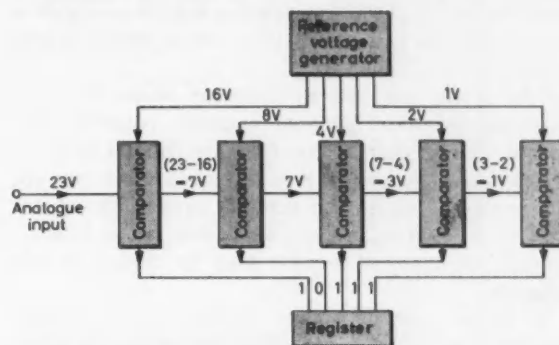 Reference
voltage
generator
16V
8V
4V
2V
1V
23V
Analogue
input
Comparator
(23-16)
-7V
Comparator
7V
Comparator
(7-4)
-3V
Comparator
(3-2)
-1V
Comparator
1 0 1 1 1
Register